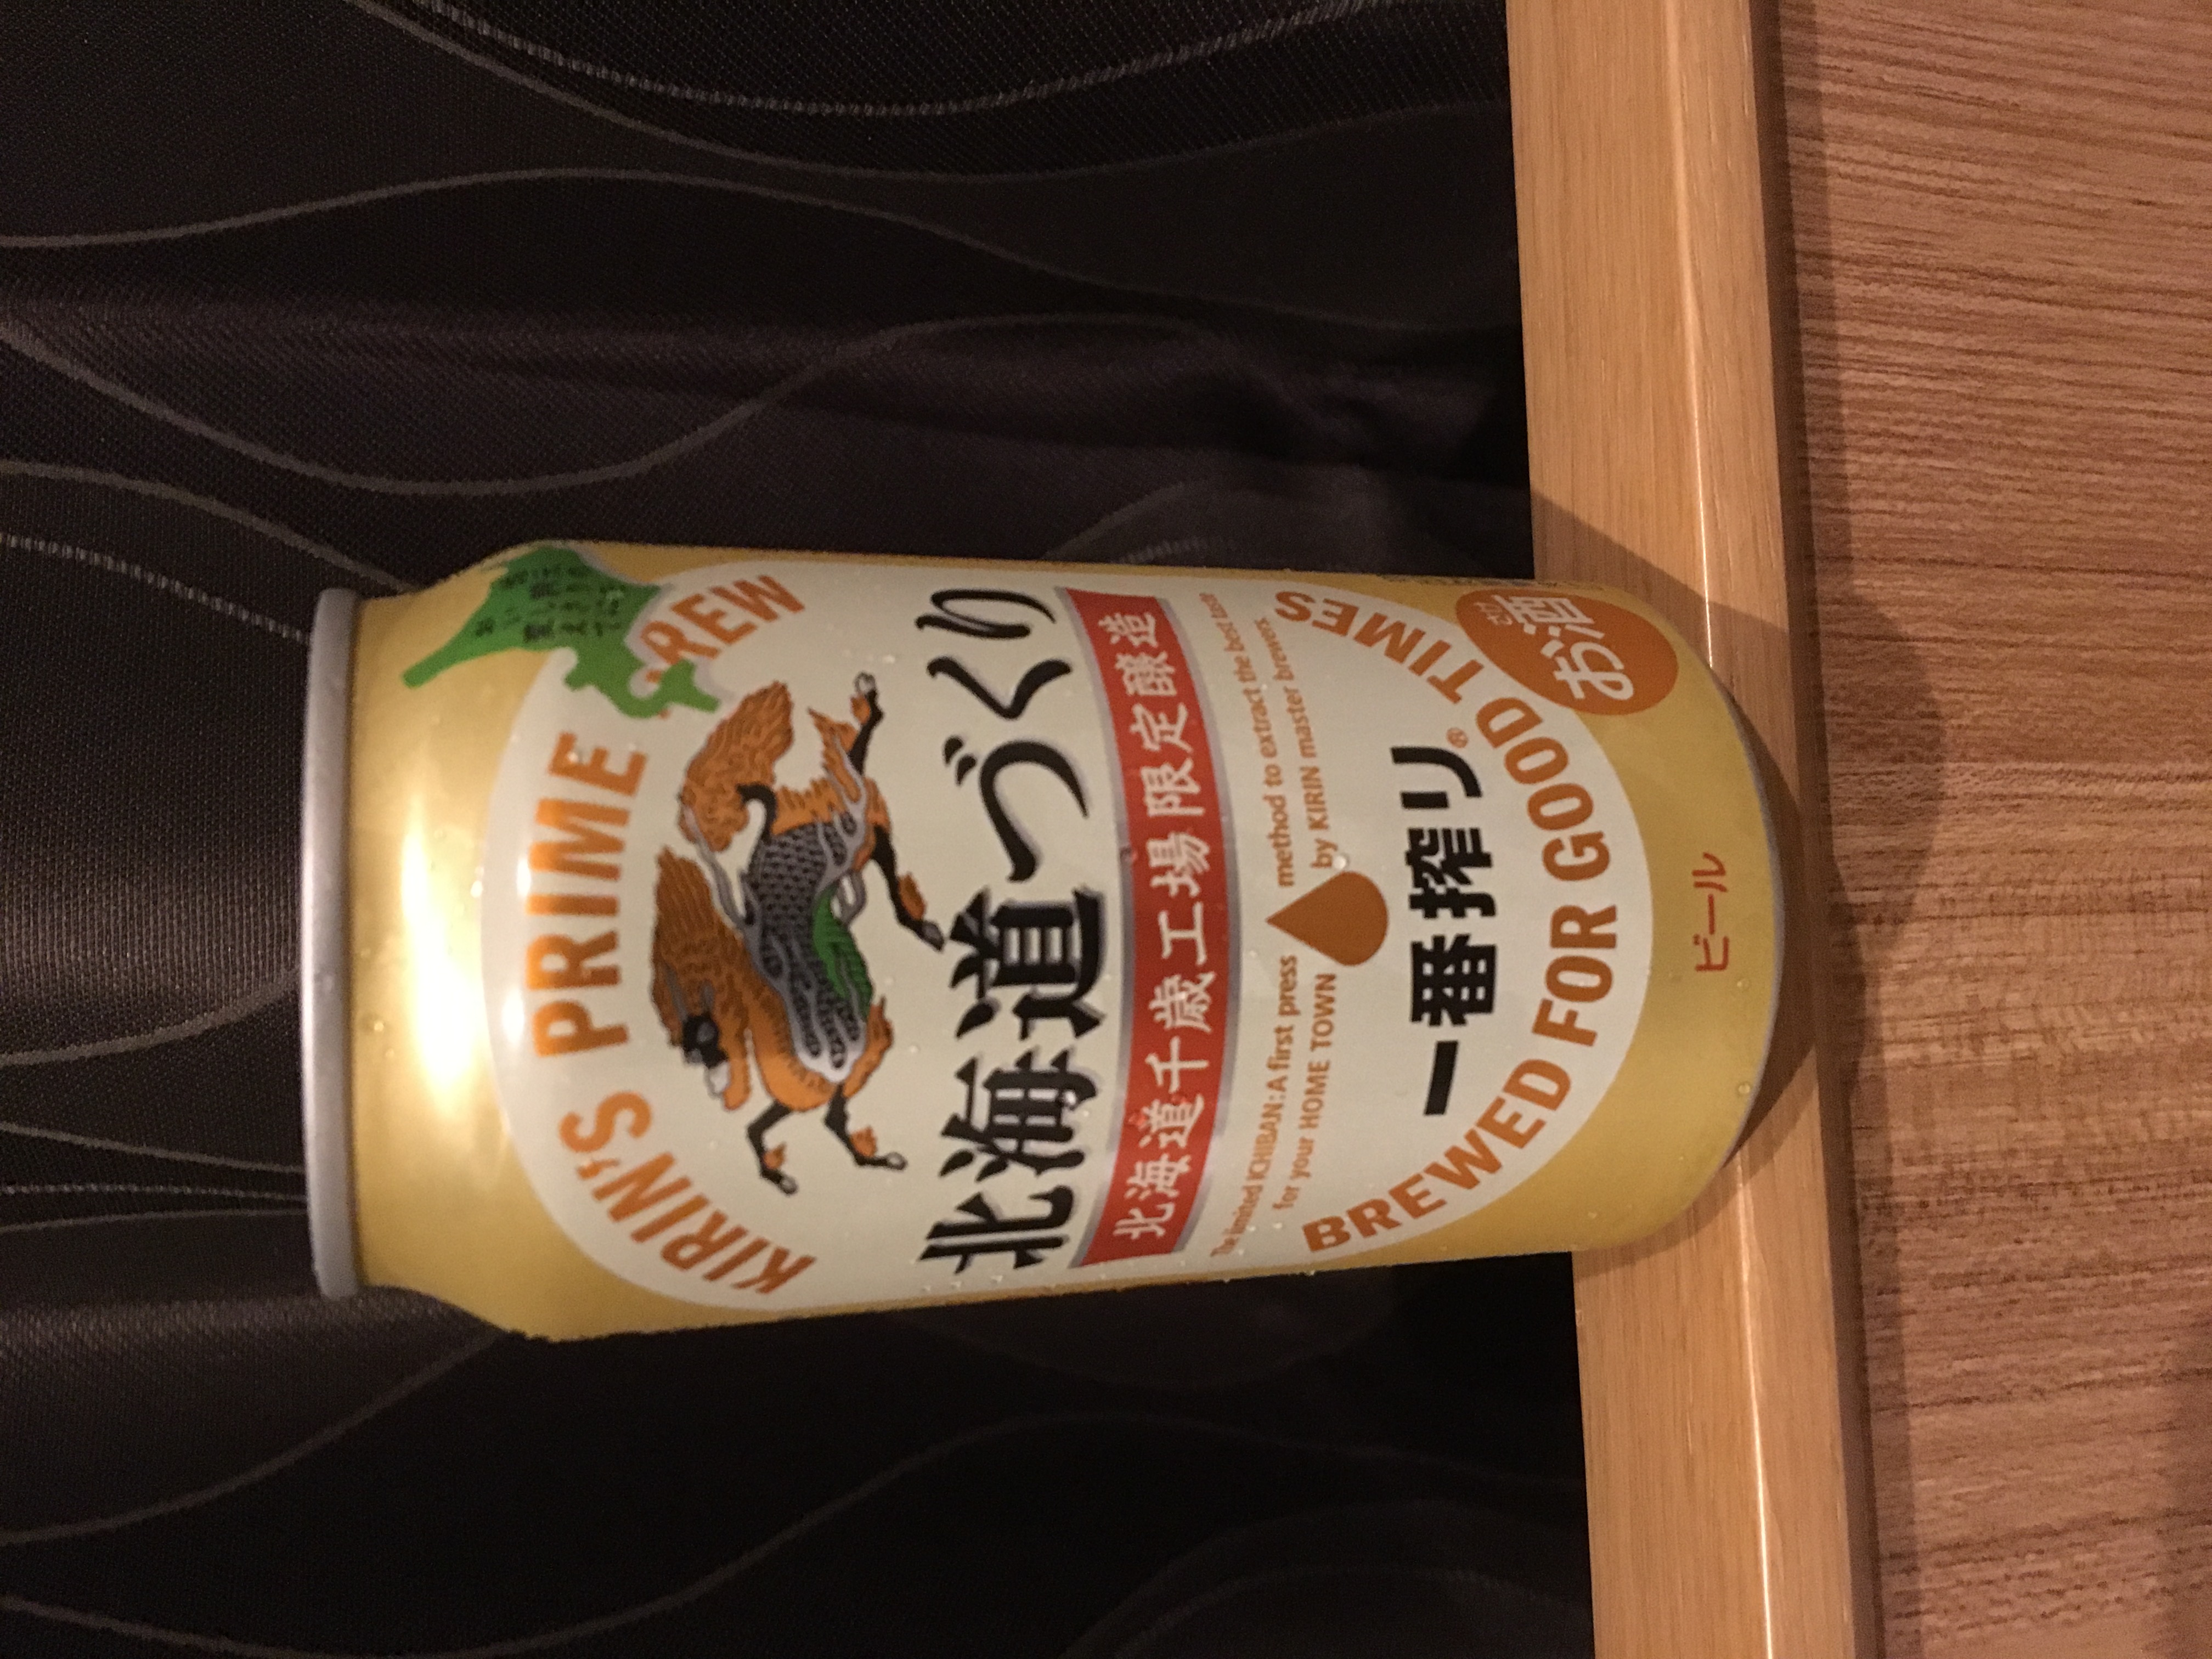 KIRIN'S PRIME BREW
北海道づくり
北海道千歳工場限定醸造
The limited ICHIBAN: A first press method to extract the best taste
for your HOME TOWN by KIRIN master brewers.
一番搾り®
BREWED FOR GOOD TIMES
お酒
ビール